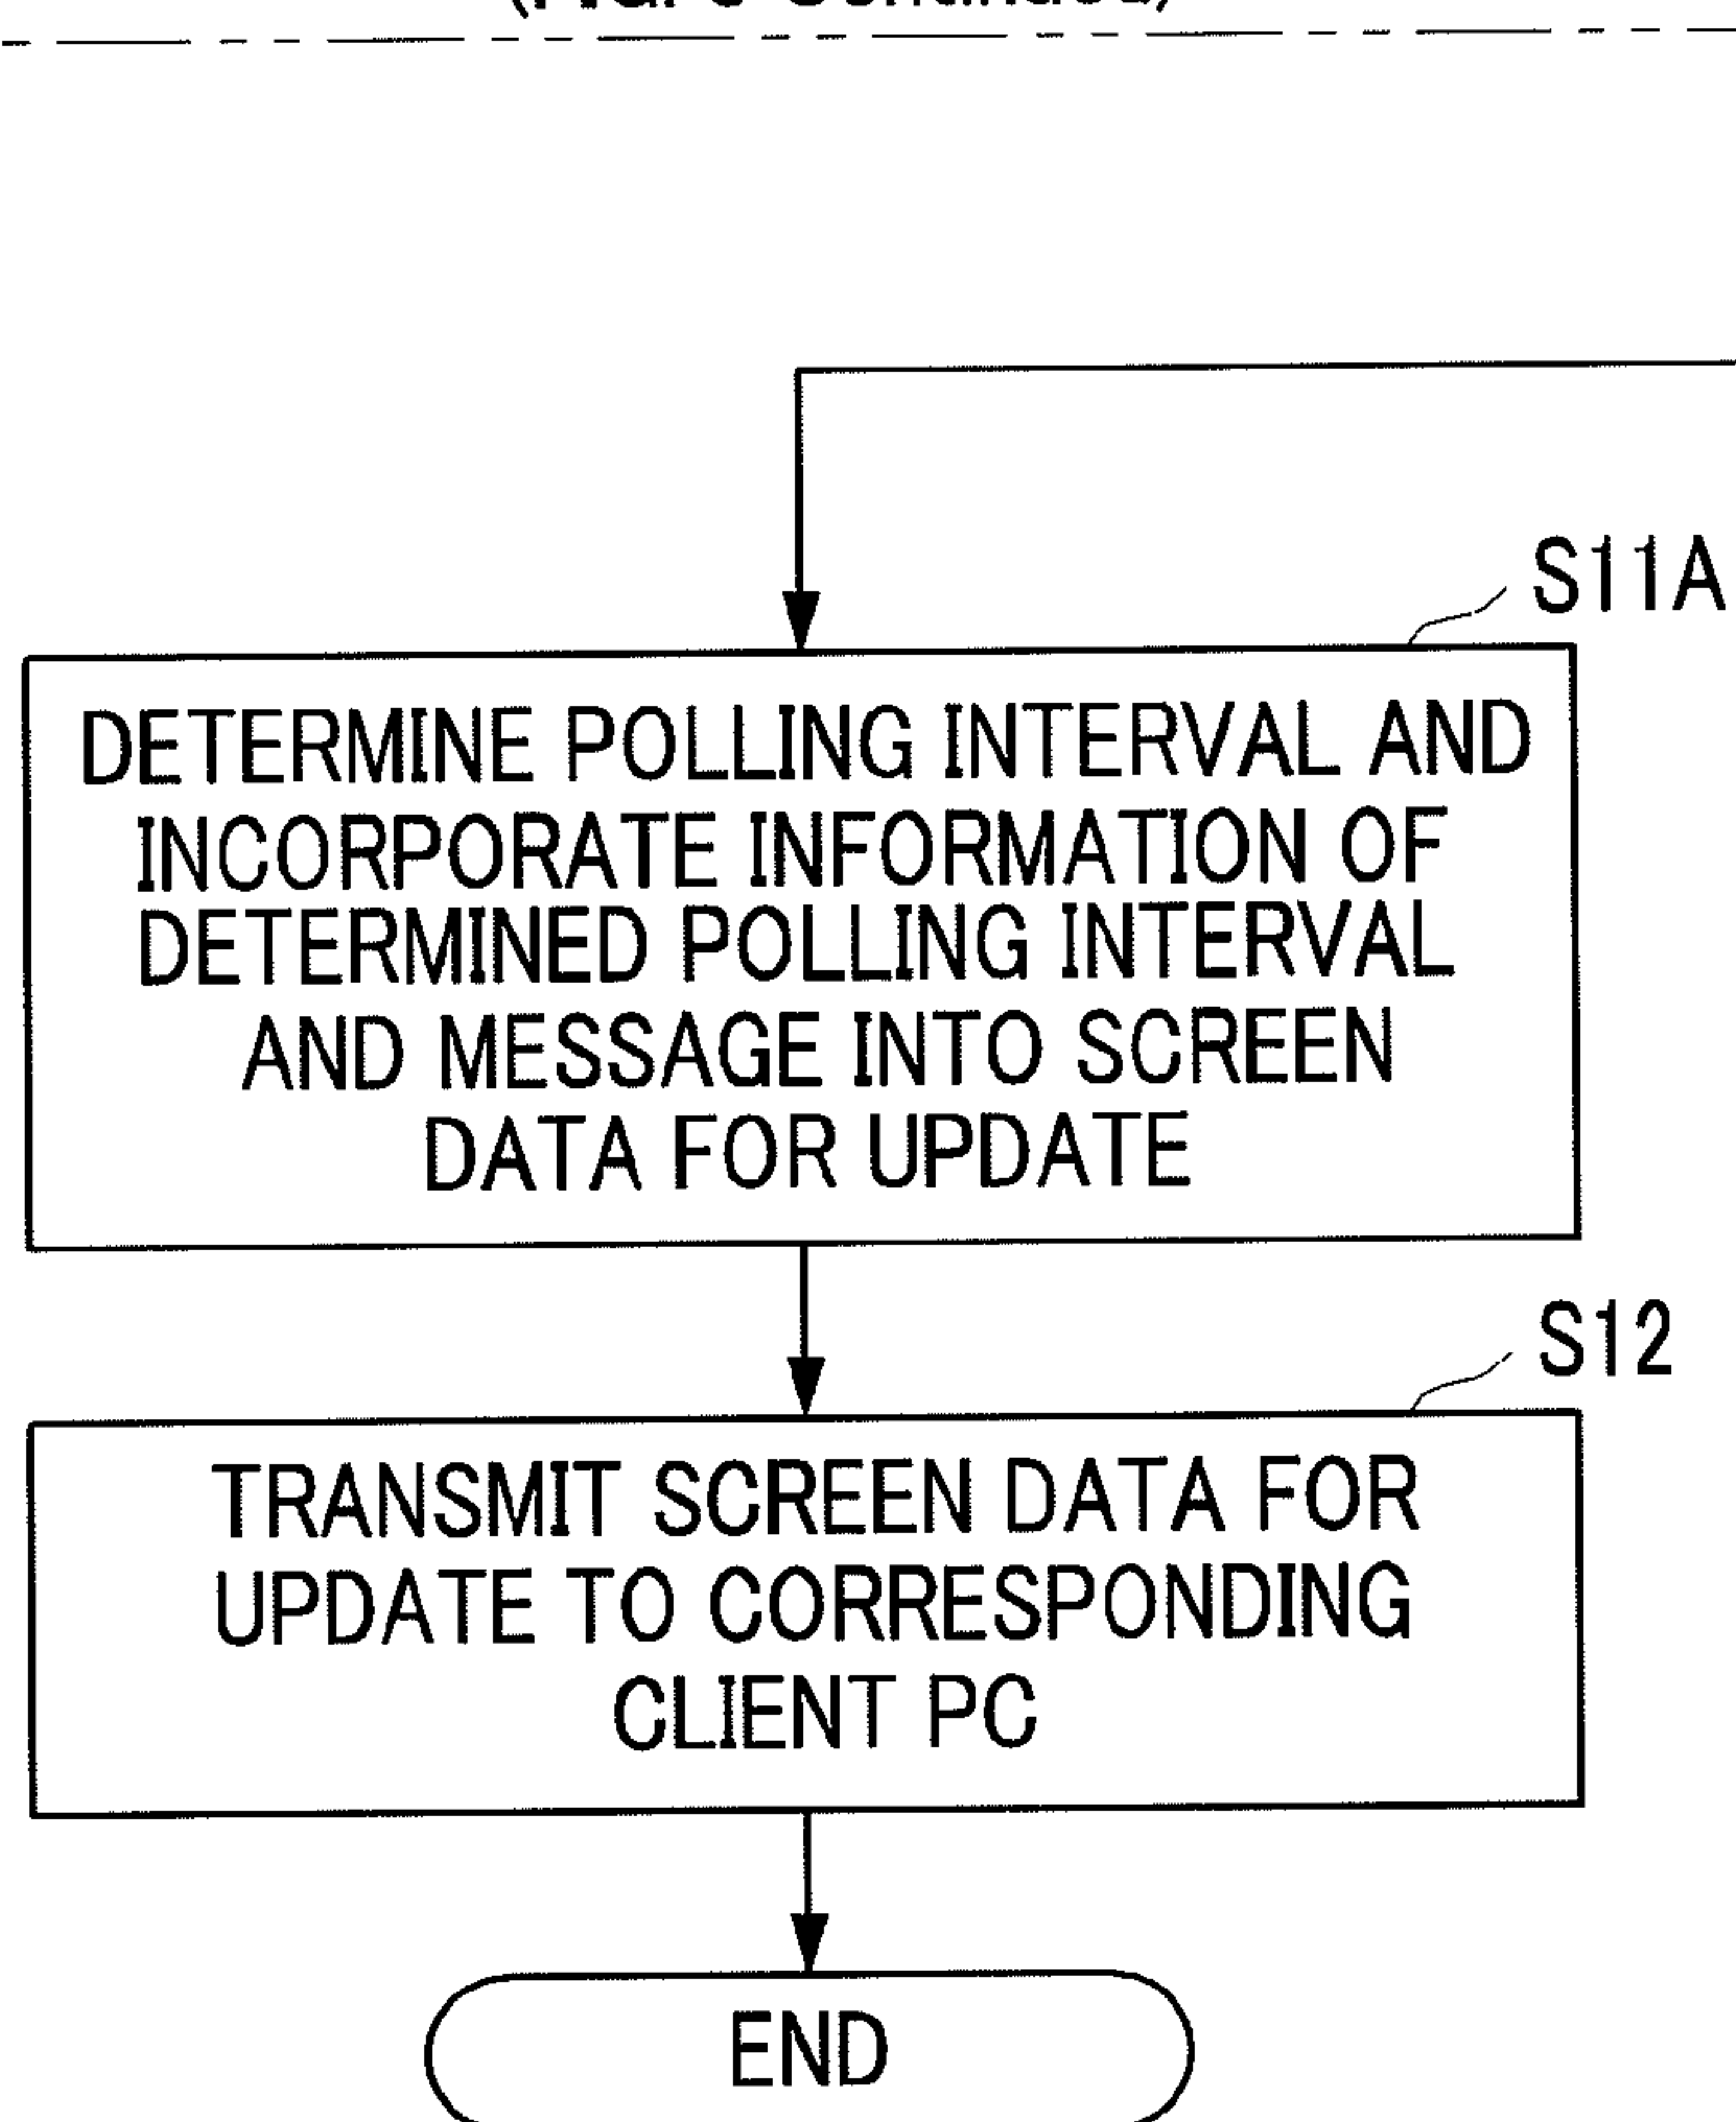 S11A
DETERMINE POLLING INTERVAL AND
INCORPORATE INFORMATION OF
DETERMINED POLLING INTERVAL
AND MESSAGE INTO SCREEN
DATA FOR UPDATE
S12
TRANSMIT SCREEN DATA FOR
UPDATE TO CORRESPONDING
CLIENT PC
END